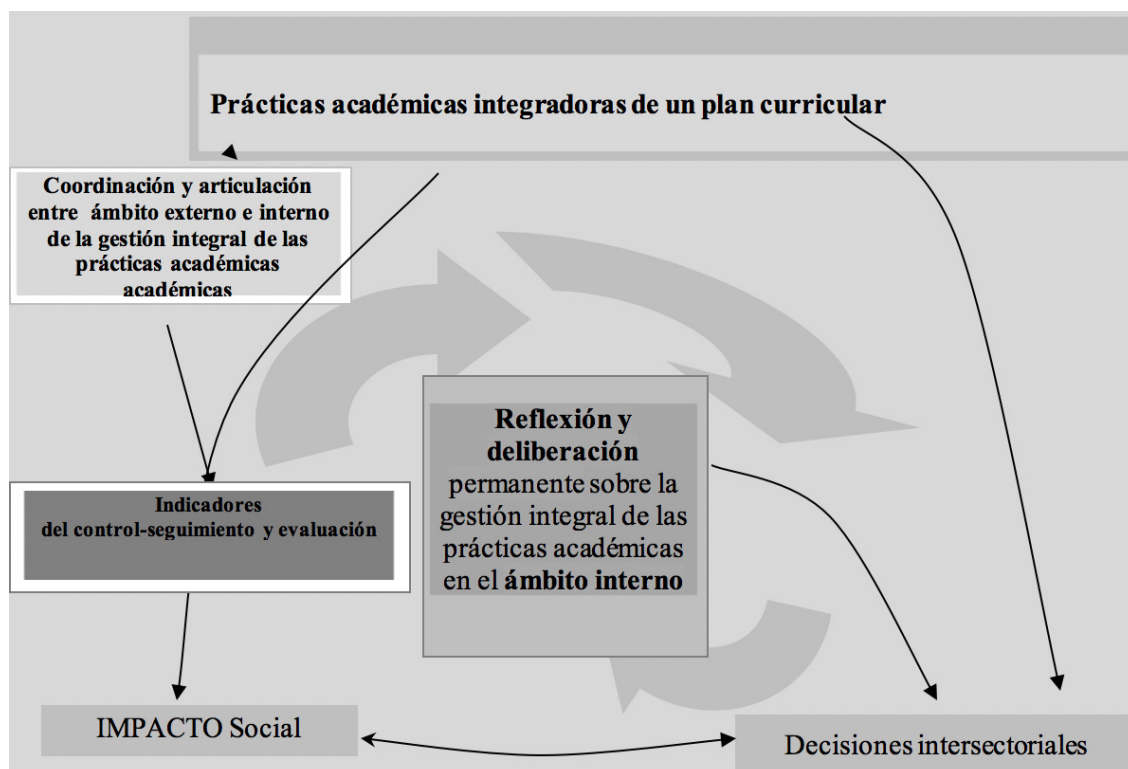 Prácticas académicas integradoras de un plan curricular
Coordinación y articulación
entre ámbito externo e interno
de la gestión integral de las
prácticas académicas
académicas
Reflexión y
deliberación
permanente sobre la
gestión integral de las
prácticas académicas
en el ámbito interno
Indicadores
del control-seguimiento y evaluación
IMPACTO Social
Decisiones intersectoriales